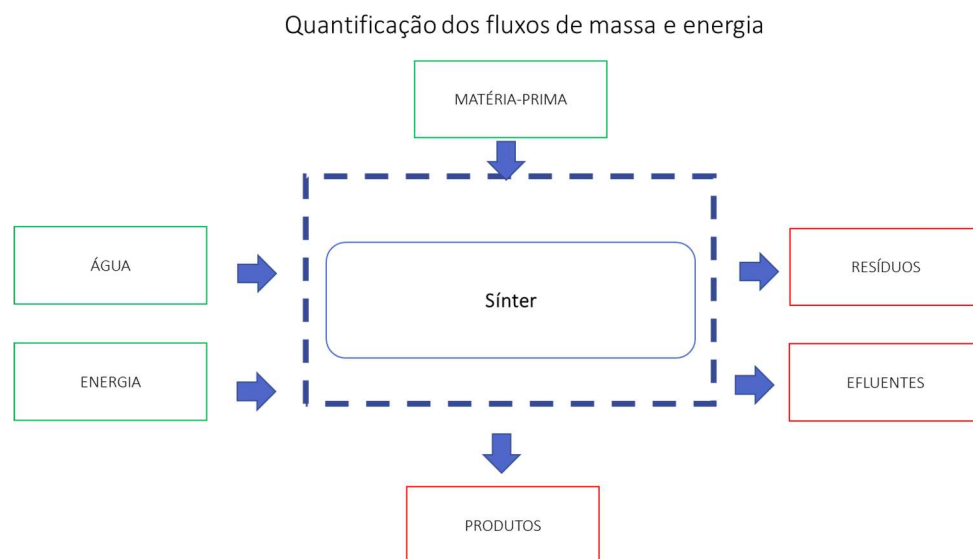 Quantificação dos fluxos de massa e energia
MATÉRIA-PRIMA
ÁGUA
RESÍDUOS
Sínter
ENERGIA
EFLUENTES
PRODUTOS